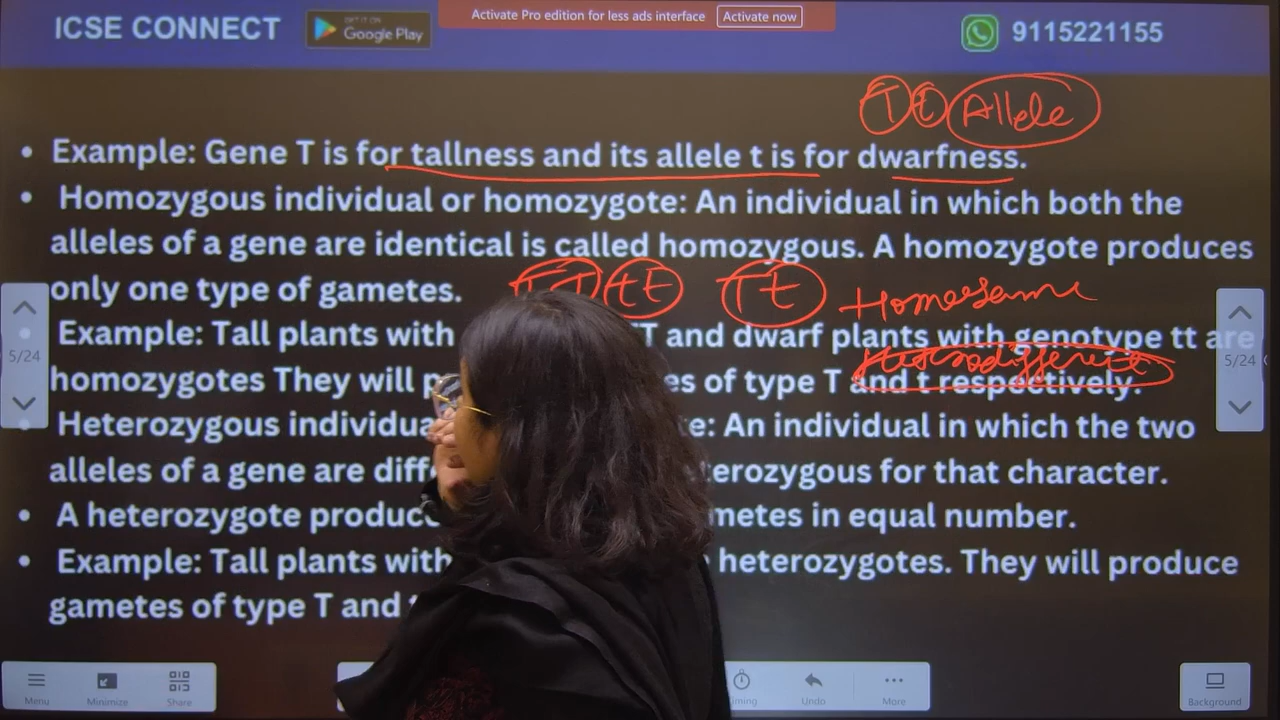 Activate Pro edition for less ads interface Activate now
ICSE CONNECT GET IT ON Google Play 9115221155
T t Allele
• Example: Gene T is for tallness and its allele t is for dwarfness.
• Homozygous individual or homozygote: An individual in which both the
alleles of a gene are identical is called homozygous. A homozygote produces
only one type of gametes. TT tt Tt Homo same
Example: Tall plants with T and dwarf plants with genotype tt are
Hetero different
5/24 5/24
homozygotes They will es of type T and t respectively.
Heterozygous e: An individual in which the two
alleles of a gene are terozygous for that character.
• A heterozygote metes in equal number.
• Example: Tall plants with heterozygotes. They will produce
gametes of type T and
Menu Minimize Share Undo More Background